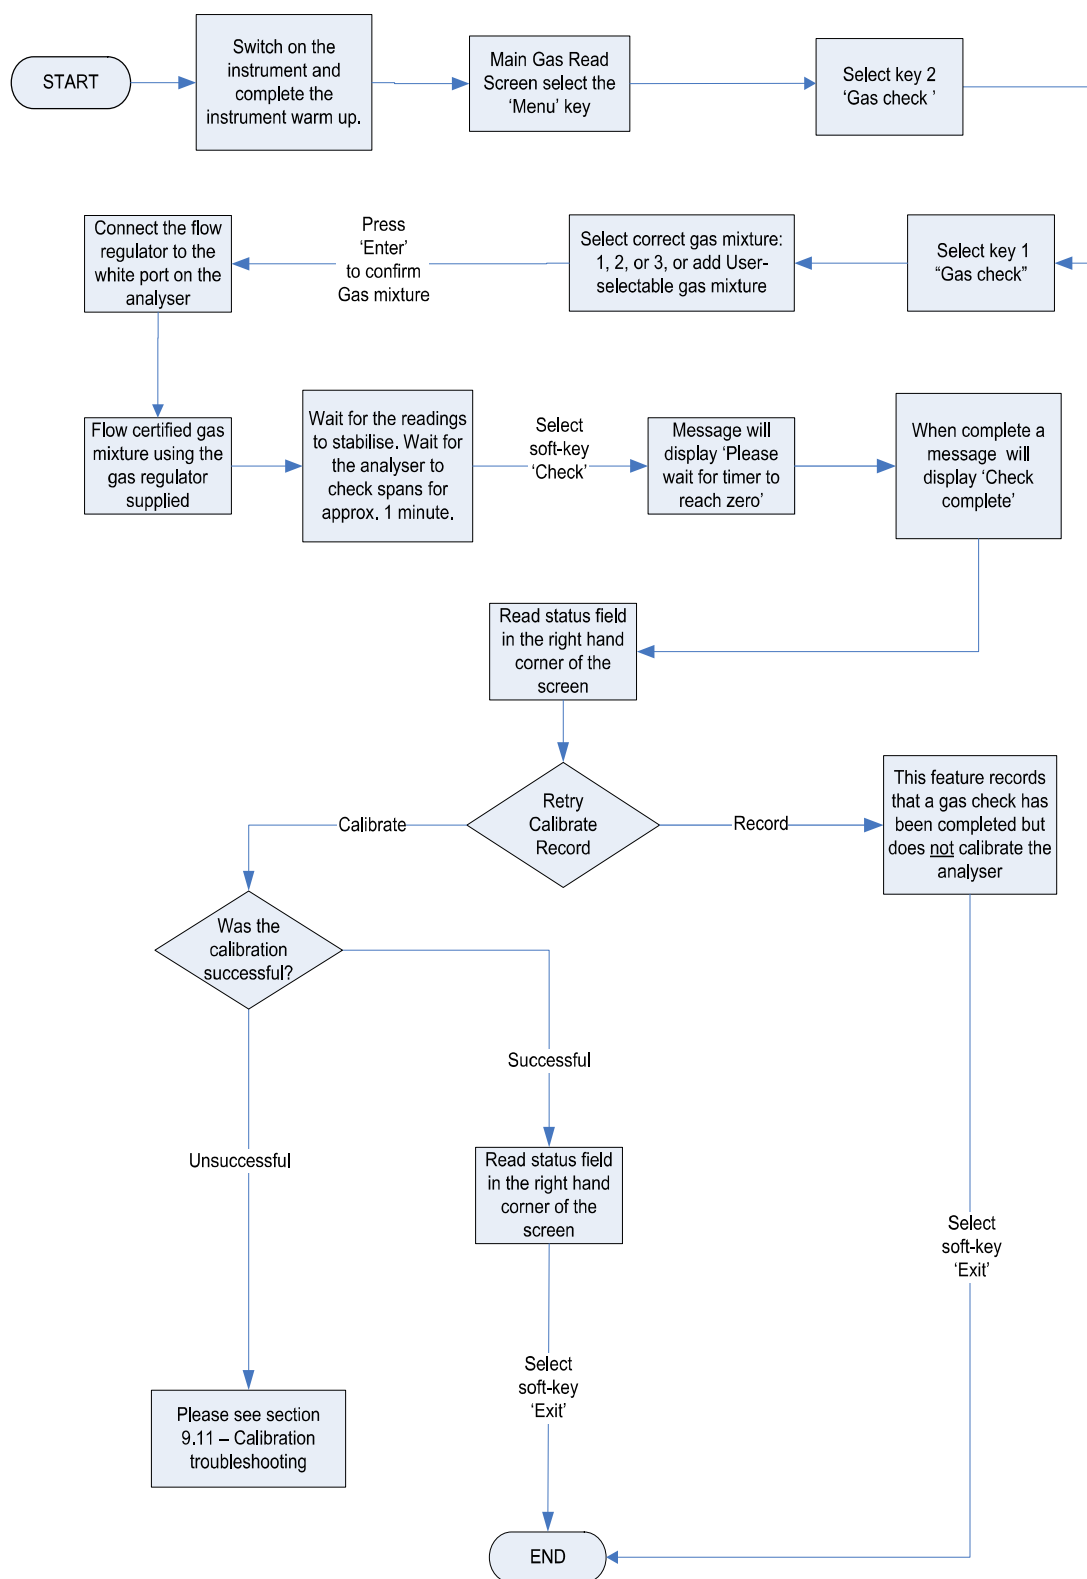 START
Switch on the
instrument and
complete the
instrument warm up.
Main Gas Read
Screen select the
‘Menu’ key
Select key 2
‘Gas check ’
Connect the flow
regulator to the
white port on the
analyser
Press
‘Enter’
to confirm
Gas mixture
Select correct gas mixture:
1, 2, or 3, or add User-
selectable gas mixture
Select key 1
“Gas check”
Flow certified gas
mixture using the
gas regulator
supplied
Wait for the readings
to stabilise. Wait for
the analyser to
check spans for
approx. 1 minute.
Select
soft-key
‘Check’
Message will
display ‘Please
wait for timer to
reach zero’
When complete a
message will
display ‘Check
complete’
Read status field
in the right hand
corner of the
screen
Retry
Calibrate
Record
Calibrate
Record
This feature records
that a gas check has
been completed but
does not calibrate the
analyser
Was the
calibration
successful?
Successful
Unsuccessful
Read status field
in the right hand
corner of the
screen
Select
soft-key
‘Exit’
Select
soft-key
‘Exit’
Please see section
9.11 – Calibration
troubleshooting
END